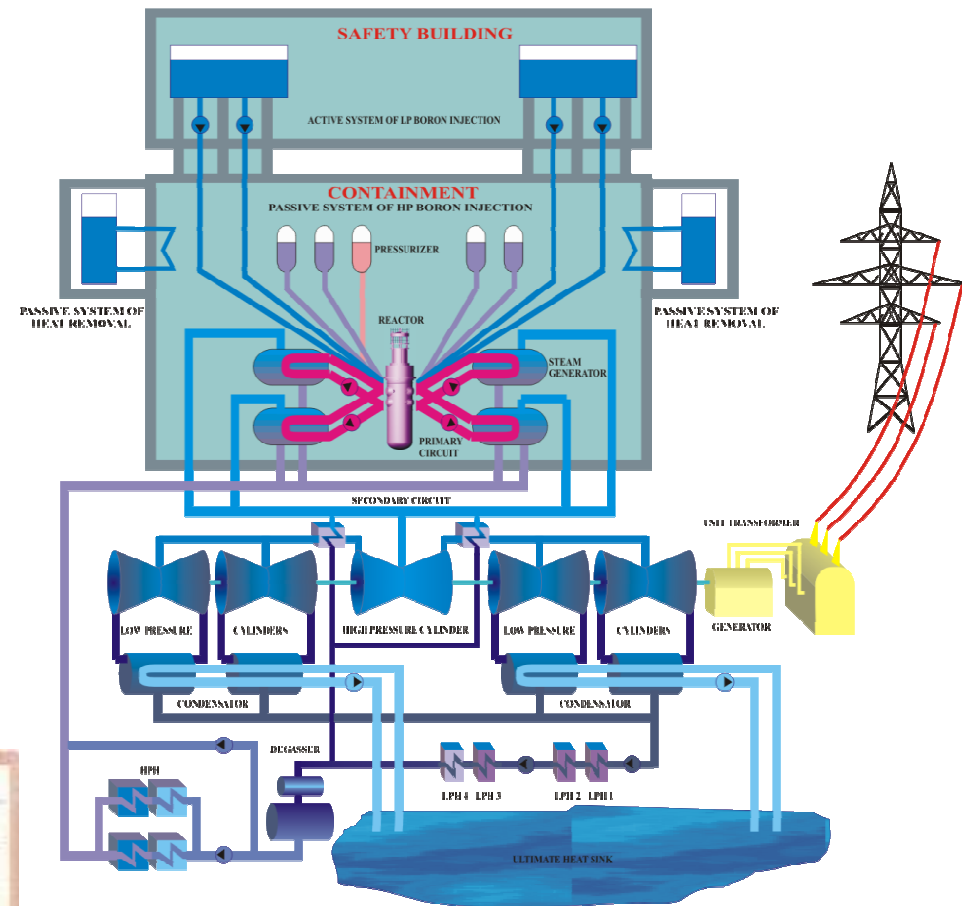 SAFETY BUILDING
ACTIVE SYSTEM OF LP BORON INJECTION
CONTAINMENT
PASSIVE SYSTEM OF HP BORON INJECTION
PRESSURIZER
PASSIVE SYSTEM OF
HEAT REMOVAL
PASSIVE SYSTEM OF
HEAT REMOVAL
REACTOR
STEAM
GENERATOR
PRIMARY
CIRCUIT
SECONDARY CIRCUIT
UNIT TRANSFORMER
LOW PRESSURE
CYLINDERS
HIGH PRESSURE CYLINDER
LOW PRESSURE
CYLINDERS
GENERATOR
CONDENSATOR
CONDENSATOR
DEGASSER
HPH
LPH 4
LPH 3
LPH 2
LPH 1
ULTIMATE HEAT SINK